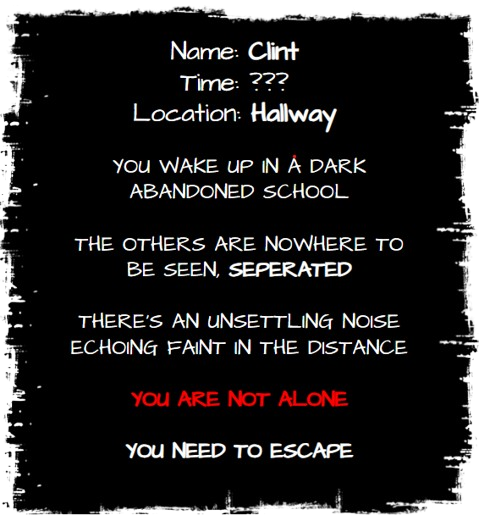 Name: Clint
Time: ???
Location: Hallway
YOU WAKE UP IN A DARK
ABANDONED SCHOOL
THE OTHERS ARE NOWHERE TO
BE SEEN, SEPERATED
THERE'S AN UNSETTLING NOISE
ECHOING FAINT IN THE DISTANCE
YOU ARE NOT ALONE
YOU NEED TO ESCAPE